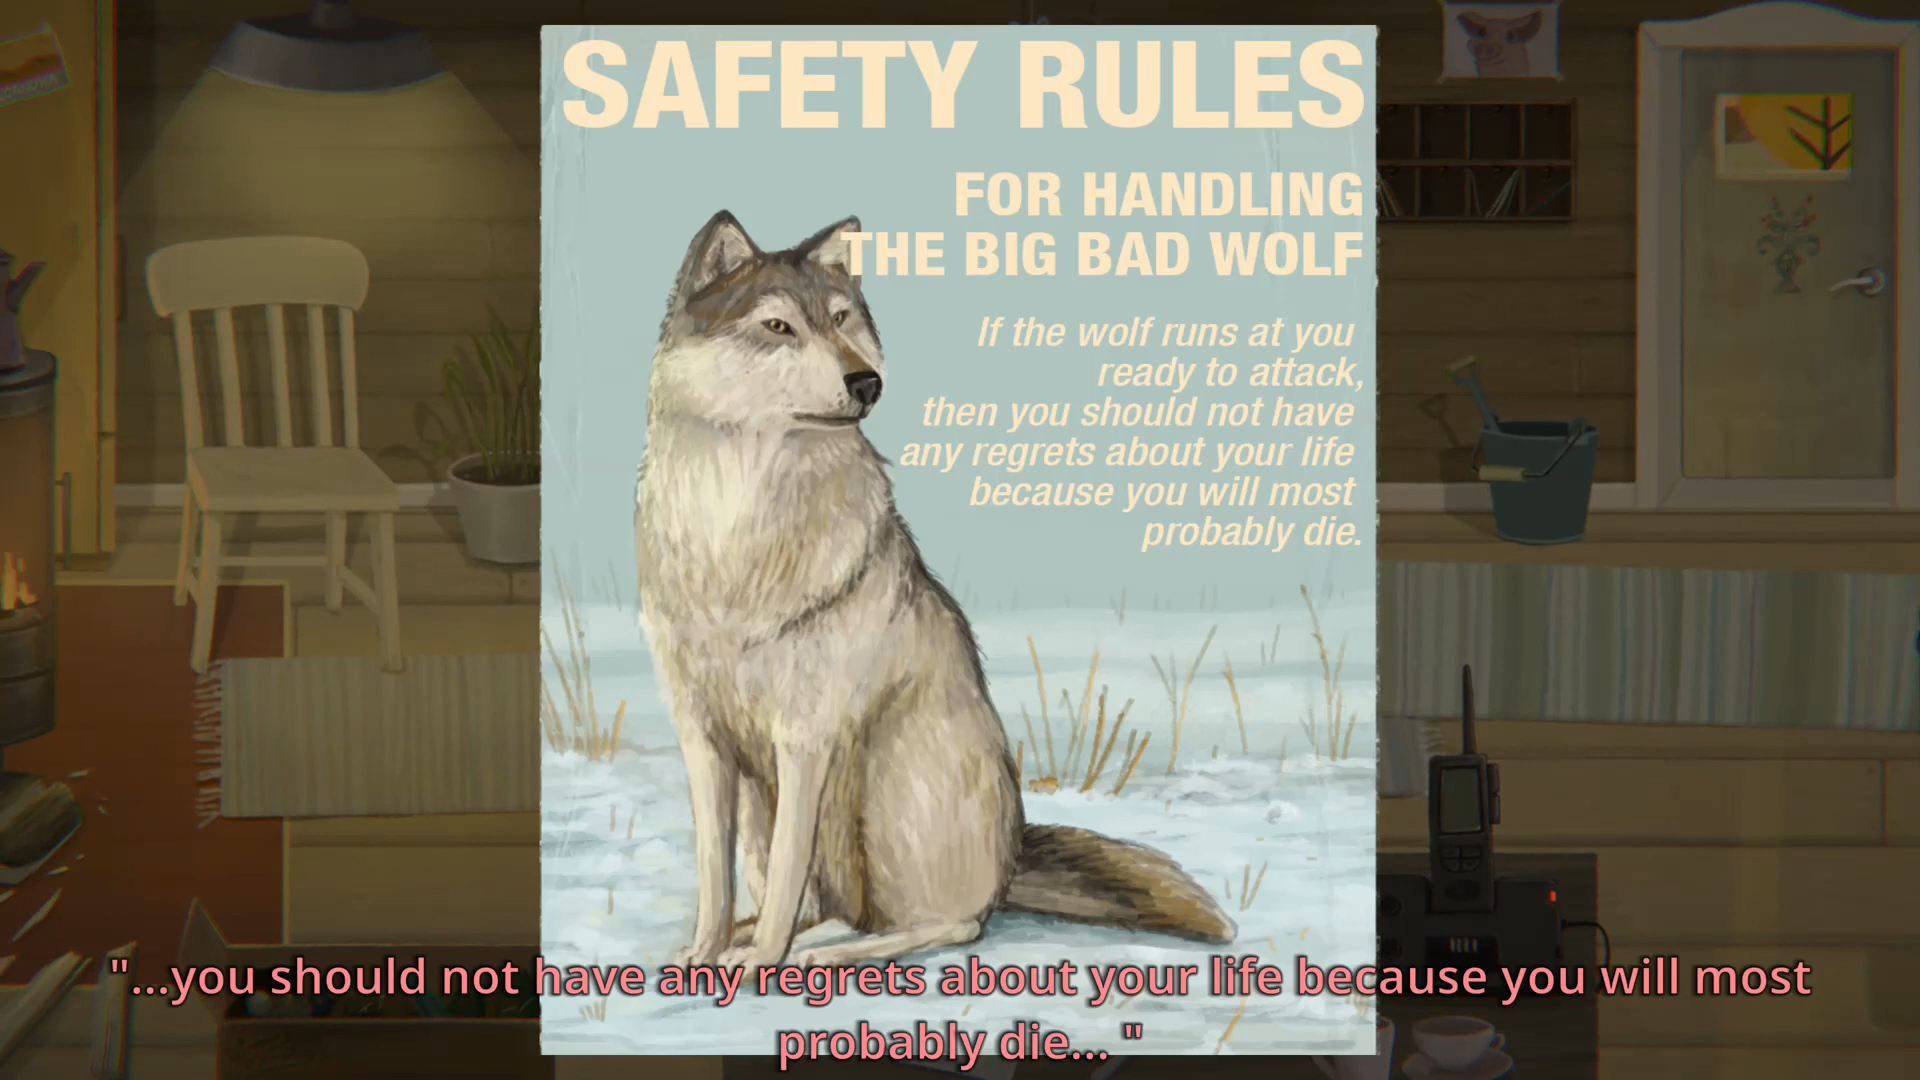 SAFETY RULES
FOR HANDLING
THE BIG BAD WOLF
If the wolf runs at you
ready to attack,
then you should not have
any regrets about your life
because you will most
probably die.
"...you should not have any regrets about your life because you will most
probably die... "